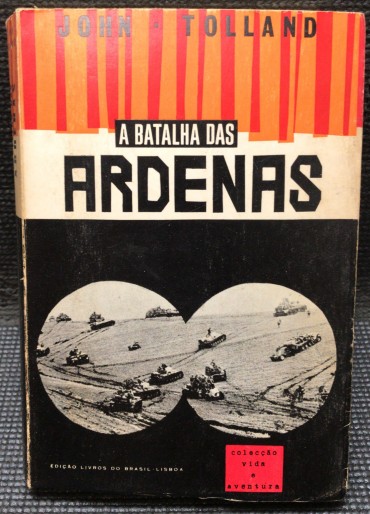 JOHN - TOLLAND
A BATALHA DAS
ARDENAS
EDIÇÃO LIVROS DO BRASIL - LISBOA
colecção
vida
e
aventura